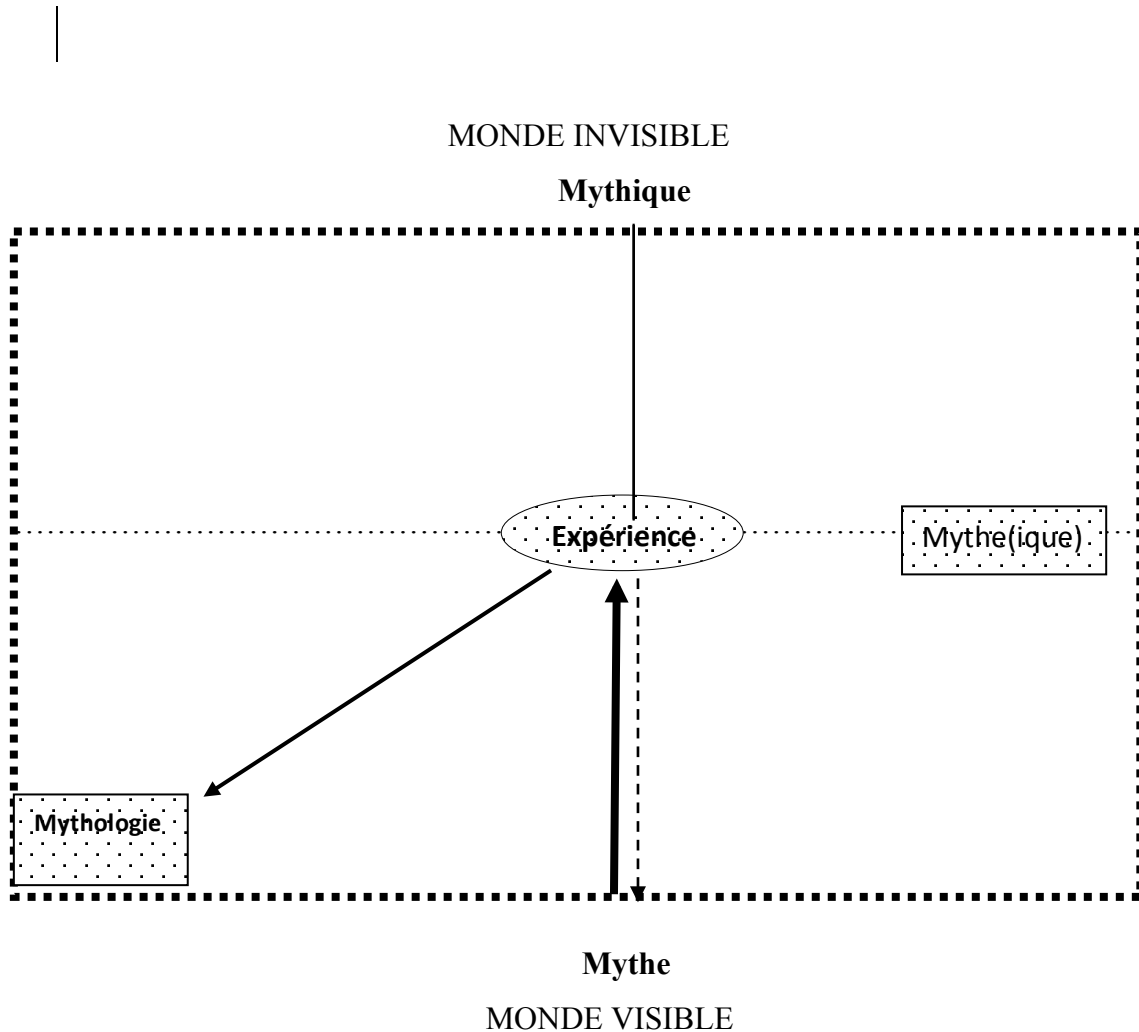 MONDE INVISIBLE
Mythique
Expérience
Mythe(ique)
Mythologie
Mythe
MONDE VISIBLE